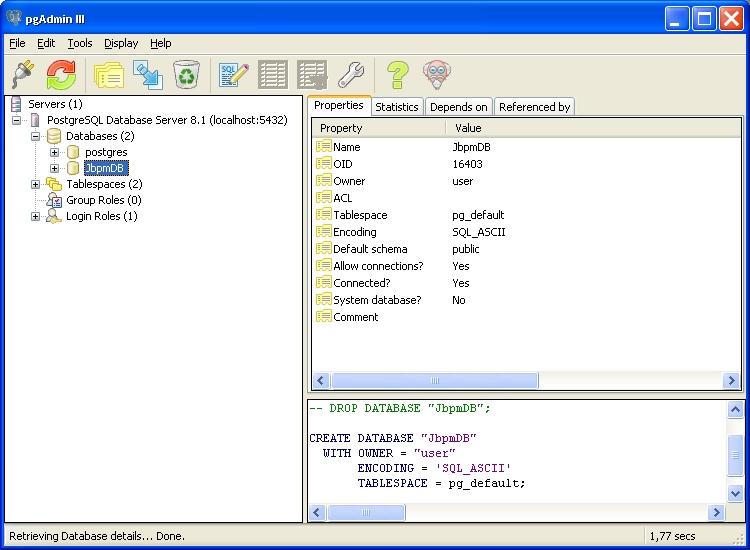 pgAdmin III
File Edit Tools Display Help
SQL
Servers (1)
PostgreSQL Database Server 8.1 (localhost:5432)
Databases (2)
postgres
JbpmDB
Tablespaces (2)
Group Roles (0)
Login Roles (1)
Properties Statistics Depends on Referenced by
Property Value
Name JbpmDB
OID 16403
Owner user
ACL
Tablespace pg_default
Encoding SQL_ASCII
Default schema public
Allow connections? Yes
Connected? Yes
System database? No
Comment
-- DROP DATABASE "JbpmDB";
CREATE DATABASE "JbpmDB"
WITH OWNER = "user"
ENCODING = 'SQL_ASCII'
TABLESPACE = pg_default;
Retrieving Database details... Done. 1,77 secs